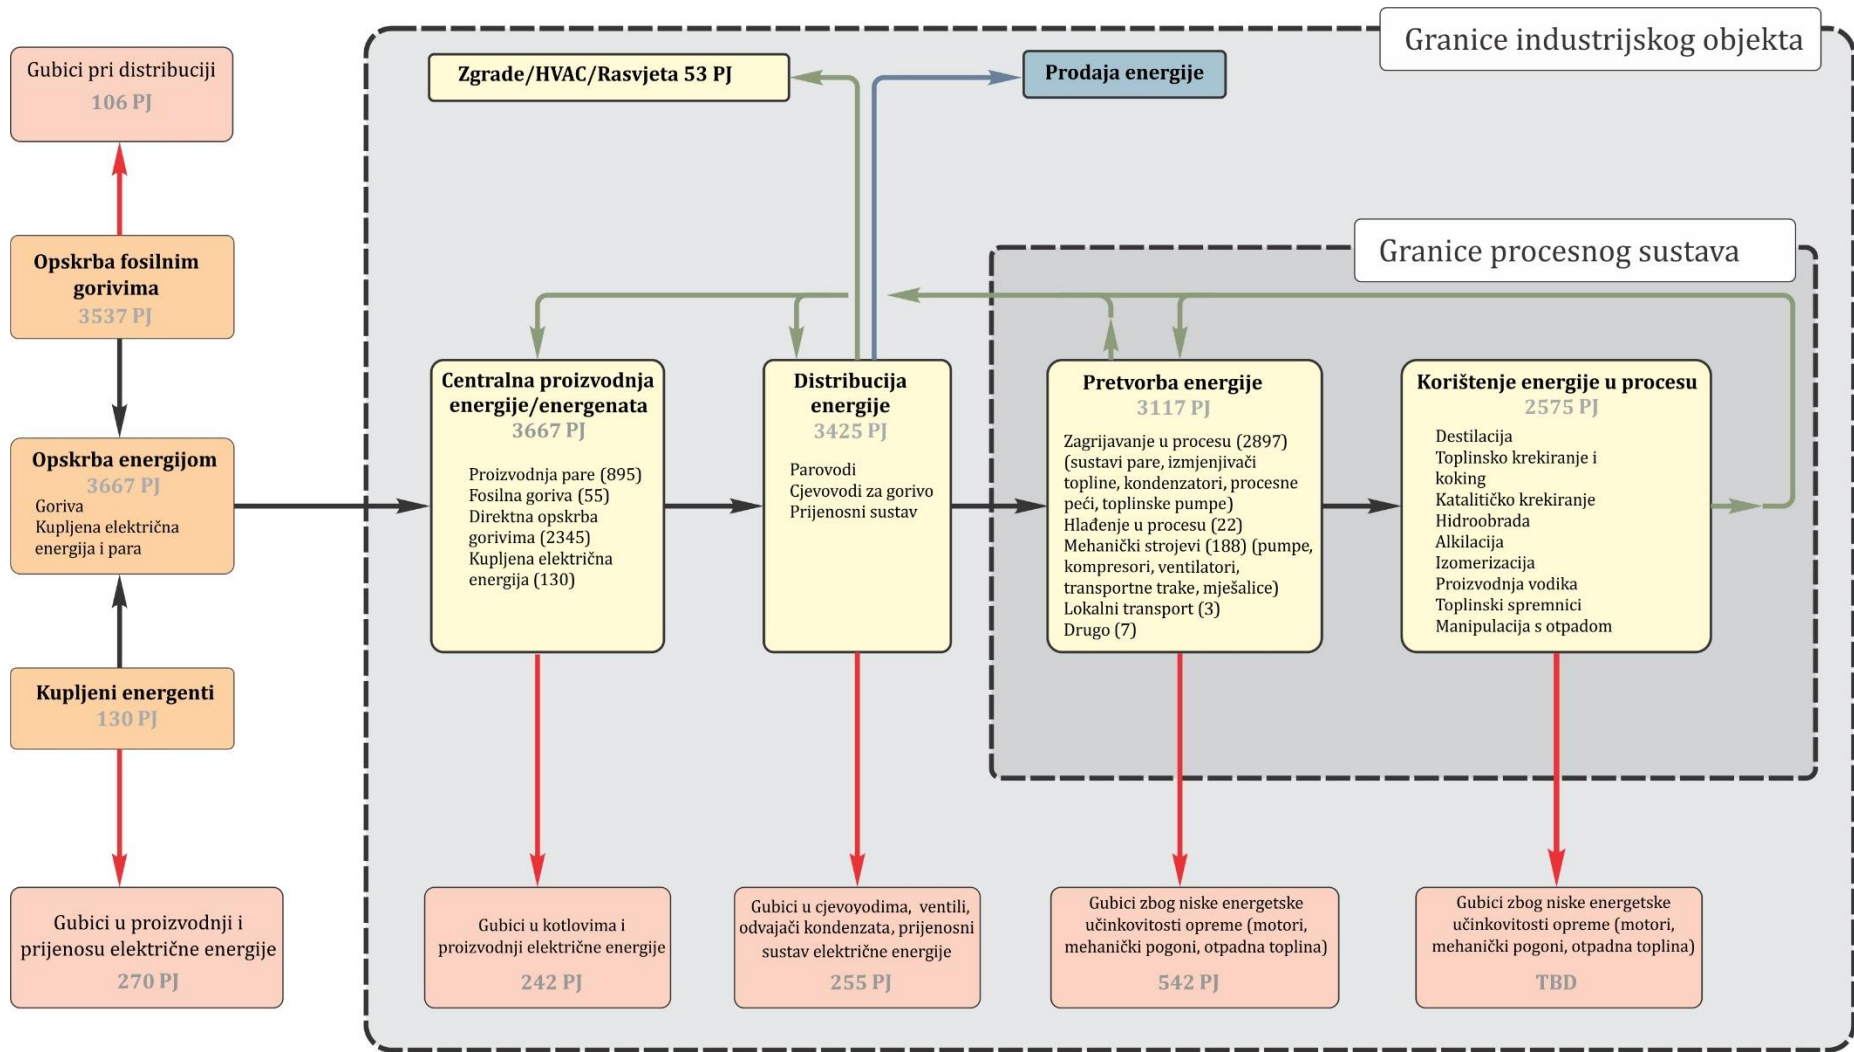 Granice industrijskog objekta
Gubici pri distribuciji
106 PJ
Zgrade/HVAC/Rasvjeta 53 PJ
Prodaja energije
Opskrba fosilnim
gorivima
3537 PJ
Granice procesnog sustava
Opskrba energijom
3667 PJ
Goriva
Kupljena električna
energija i para
Centralna proizvodnja
energije/energenata
3667 PJ
Proizvodnja pare (895)
Fosilna goriva (55)
Direktna opskrba
gorivima (2345)
Kupljena električna
energija (130)
Distribucija
energije
3425 PJ
Parovodi
Cjevovodi za gorivo
Prijenosni sustav
Pretvorba energije
3117 PJ
Zagrijavanje u procesu (2897)
(sustavi pare, izmjenjivači
topline, kondenzatori, procesne
peći, toplinske pumpe)
Hlađenje u procesu (22)
Mehanički strojevi (188) (pumpe,
kompresori, ventilatori,
transportne trake, mješalice)
Lokalni transport (3)
Drugo (7)
Korištenje energije u procesu
2575 PJ
Destilacija
Toplinsko krekiranje i
koking
Katalitičko krekiranje
Hidroobrada
Alkilacija
Izomerizacija
Proizvodnja vodika
Toplinski spremnici
Manipulacija s otpadom
Kupljeni energenti
130 PJ
Gubici u proizvodnji i
prijenosu električne energije
270 PJ
Gubici u kotlovima i
proizvodnji električne energije
242 PJ
Gubici u cjevoyodima, ventili,
odvajači kondenzata, prijenosni
sustav električne energije
255 PJ
Gubici zbog niske energetske
učinkovitosti opreme (motori,
mehanički pogoni, otpadna toplina)
542 PJ
Gubici zbog niske energetske
učinkovitosti opreme (motori,
mehanički pogoni, otpadna toplina)
TBD